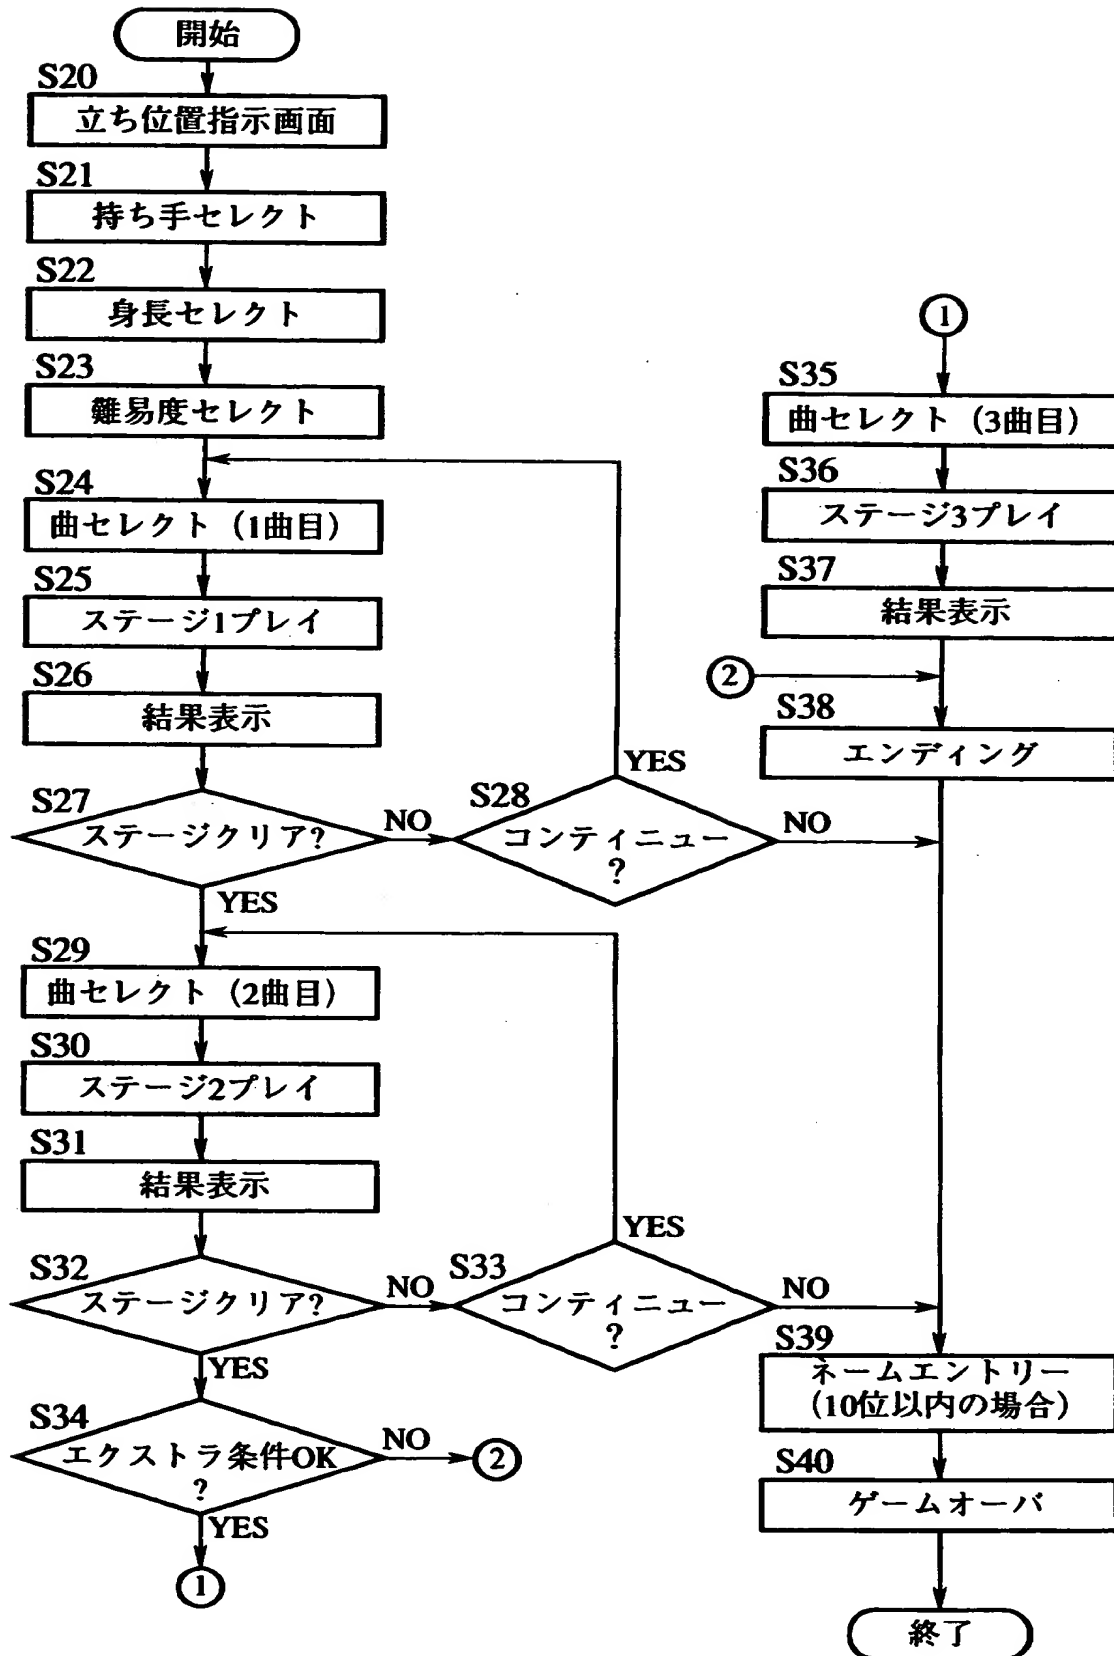 開始
S20
立ち位置指示画面
S21
持ち手セレクト
S22
身長セレクト
S23
難易度セレクト
S24
曲セレクト（1曲目）
S25
ステージ1プレイ
S26
結果表示
S27
ステージクリア?
NO
YES
S28
コンティニュー
?
YES
NO
S29
曲セレクト（2曲目）
S30
ステージ2プレイ
S31
結果表示
S32
ステージクリア?
NO
YES
S33
コンティニュー
?
YES
NO
S34
エクストラ条件OK
?
NO
2
YES
1
1
S35
曲セレクト（3曲目）
S36
ステージ3プレイ
S37
結果表示
2
S38
エンディング
S39
ネームエントリー
(10位以内の場合)
S40
ゲームオーバ
終了